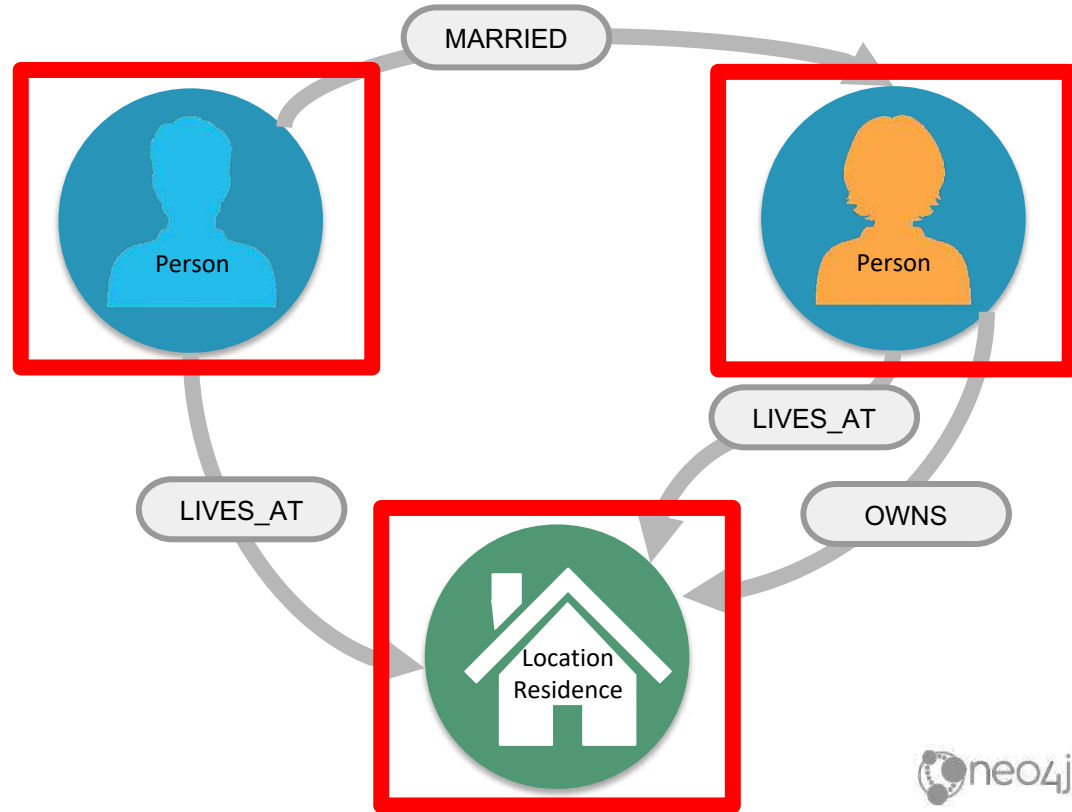 MARRIED
Person
Person
LIVES_AT
LIVES_AT
OWNS
Location
Residence
neo4j